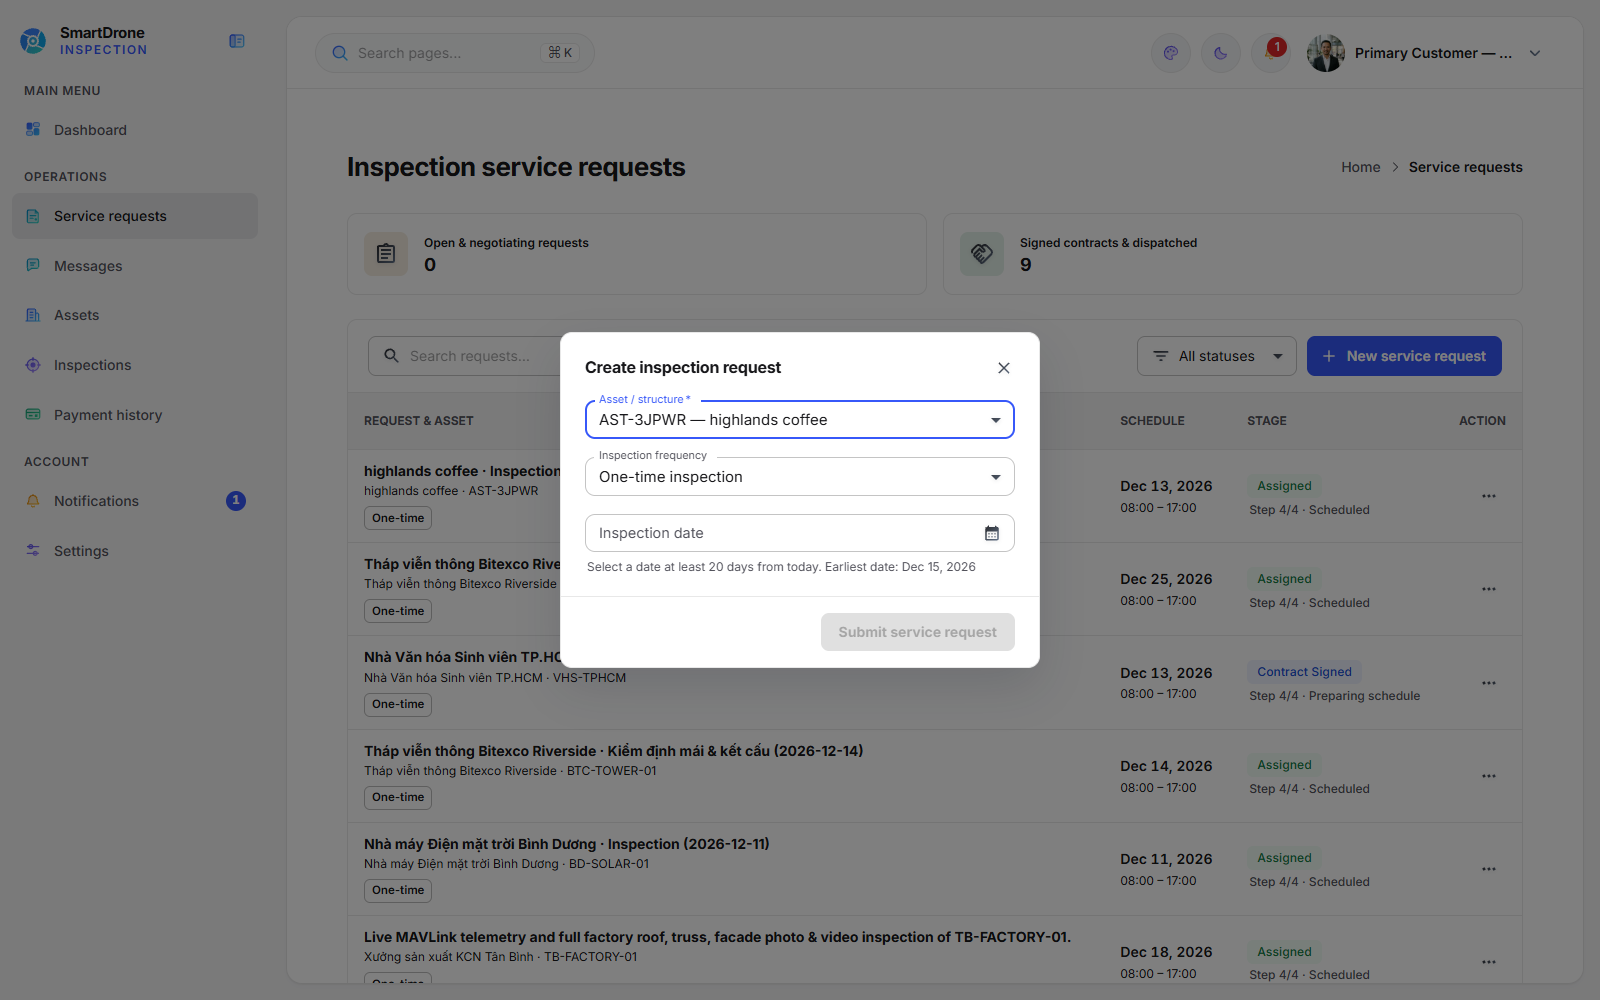 SmartDrone
INSPECTION
MAIN MENU
Dashboard
OPERATIONS
Service requests
Messages
Assets
Inspections
Payment history
ACCOUNT
Notifications
1
Settings
Search pages...
⌘ K
1
Primary Customer — ...
Inspection service requests
Home > Service requests
Open & negotiating requests
0
Signed contracts & dispatched
9
Search requests...
All statuses
New service request
REQUEST & ASSET
SCHEDULE
STAGE
ACTION
highlands coffee · Inspection
highlands coffee · AST-3JPWR
One-time
Dec 13, 2026
08:00 – 17:00
Assigned
Step 4/4 · Scheduled
Tháp viễn thông Bitexco Rive
Tháp viễn thông Bitexco Riverside
One-time
Dec 25, 2026
08:00 – 17:00
Assigned
Step 4/4 · Scheduled
Nhà Văn hóa Sinh viên TP.HC
Nhà Văn hóa Sinh viên TP.HCM · VHS-TPHCM
One-time
Dec 13, 2026
08:00 – 17:00
Contract Signed
Step 4/4 · Preparing schedule
Tháp viễn thông Bitexco Riverside · Kiểm định mái & kết cấu (2026-12-14)
Tháp viễn thông Bitexco Riverside · BTC-TOWER-01
One-time
Dec 14, 2026
08:00 – 17:00
Assigned
Step 4/4 · Scheduled
Nhà máy Điện mặt trời Bình Dương · Inspection (2026-12-11)
Nhà máy Điện mặt trời Bình Dương · BD-SOLAR-01
One-time
Dec 11, 2026
08:00 – 17:00
Assigned
Step 4/4 · Scheduled
Live MAVLink telemetry and full factory roof, truss, facade photo & video inspection of TB-FACTORY-01.
Xưởng sản xuất KCN Tân Bình · TB-FACTORY-01
One-time
Dec 18, 2026
08:00 – 17:00
Assigned
Step 4/4 · Scheduled
Create inspection request
Asset / structure *
AST-3JPWR — highlands coffee
Inspection frequency
One-time inspection
Inspection date
Select a date at least 20 days from today. Earliest date: Dec 15, 2026
Submit service request